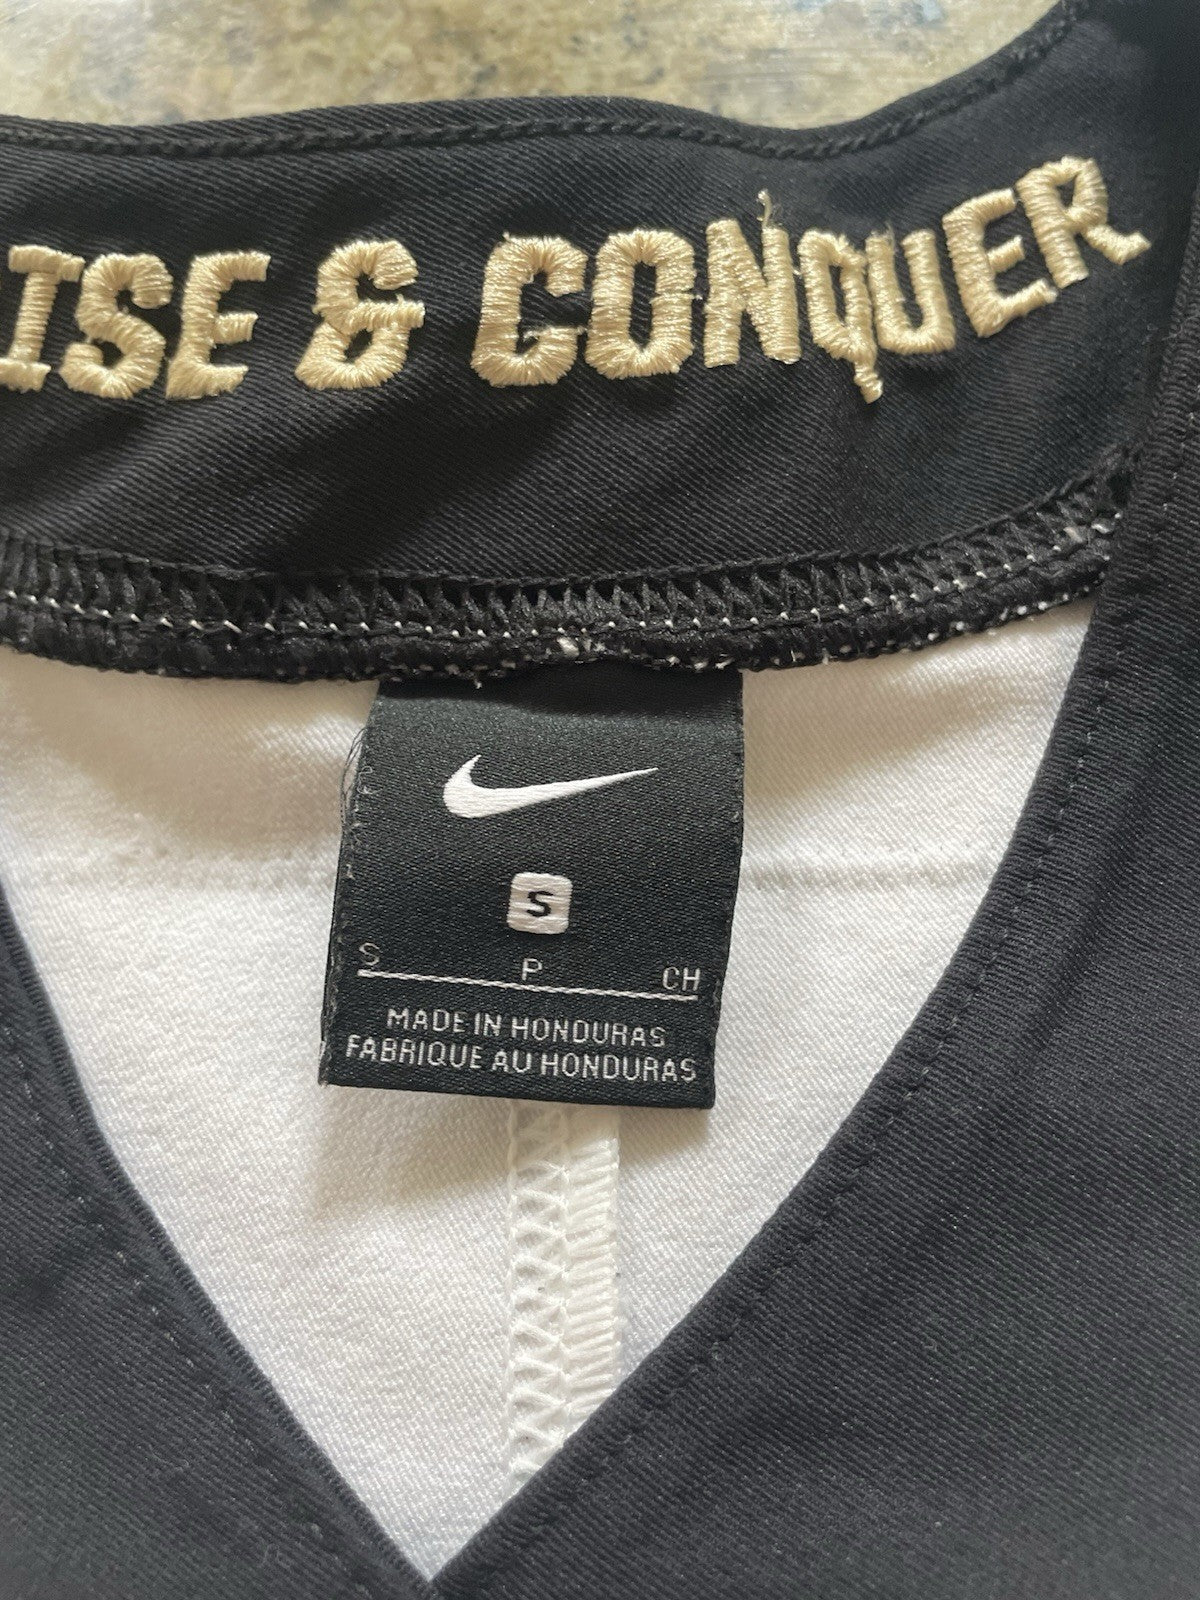 ISE & CONQUER
S
S P CH
MADE IN HONDURAS
FABRIQUE AU HONDURAS